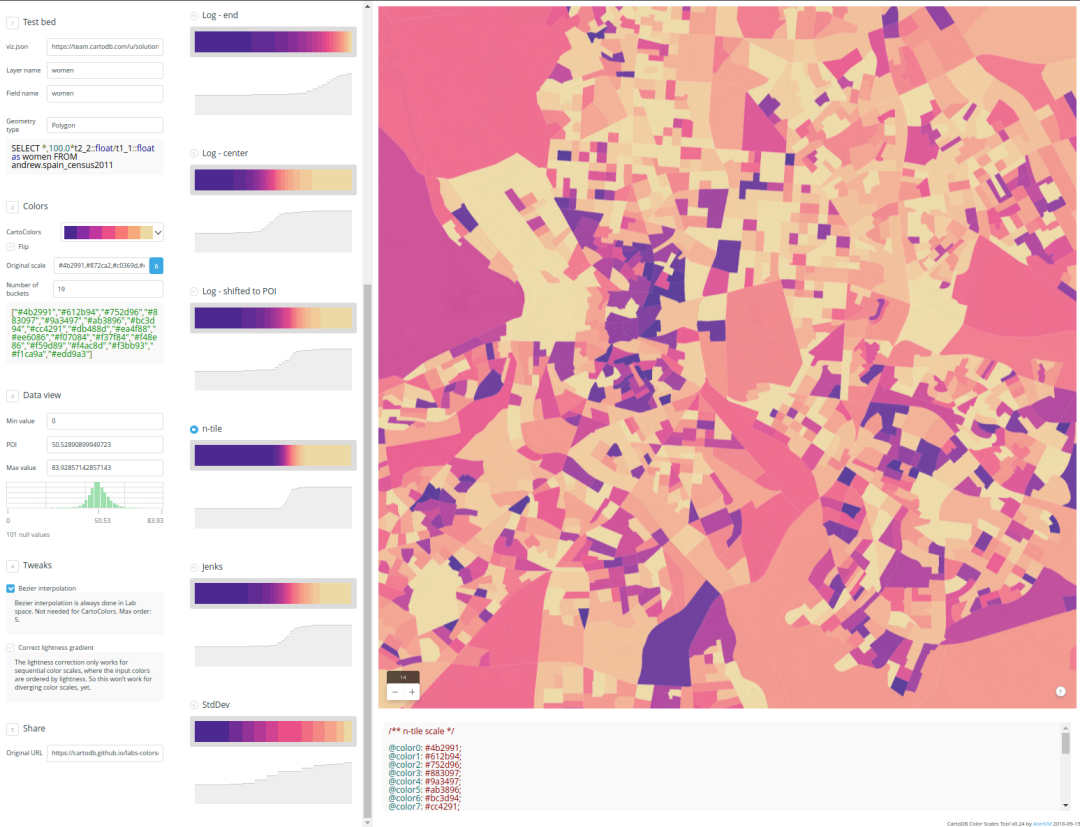 1 Test bed
viz.json https://team.cartodb.com/u/solution
Layer name women
Field name women
Geometry type Polygon
SELECT *,100.0*t2_2::float/t1_1::float
as women FROM
andrew.spain_census2011
2 Colors
CartoColors
Flip
Original scale #4b2991,#872ca2,#c0369d,#
Number of buckets 19
["#4b2991","#612b94","#752d96","#8
83097","#9a3497","#ab3896","#bc3d
94","#cc4291","#db488d","#ea4f88",
"#ee6086","#f07084","#f37f84","#f48e
86","#f59d89","#f4ac8d","#f3bb93","
#f1ca9a","#edd9a3"]
3 Data view
Min value 0
POI 50.52890899949723
Max value 83.92857142857143
0 50.53 83.93
101 null values
4 Tweaks
Bezier interpolation
Bezier interpolation is always done in Lab
space. Not needed for CartoColors. Max order:
5.
Correct lightness gradient
The lightness correction only works for
sequential color scales, where the input colors
are ordered by lightness. So this won't work for
diverging color scales, yet.
Share
Original URL https://cartodb.github.io/labs-colors
Log - end
Log - center
Log - shifted to POI
n-tile
Jenks
StdDev
14
− +
?
/** n-tile scale */
@color0: #4b2991;
@color1: #612b94;
@color2: #752d96;
@color3: #883097;
@color4: #9a3497;
@color5: #ab3896;
@color6: #bc3d94;
@color7: #cc4291;
CartoDB Color Scales Tool v0.24 by AbelVM 2016-09-15